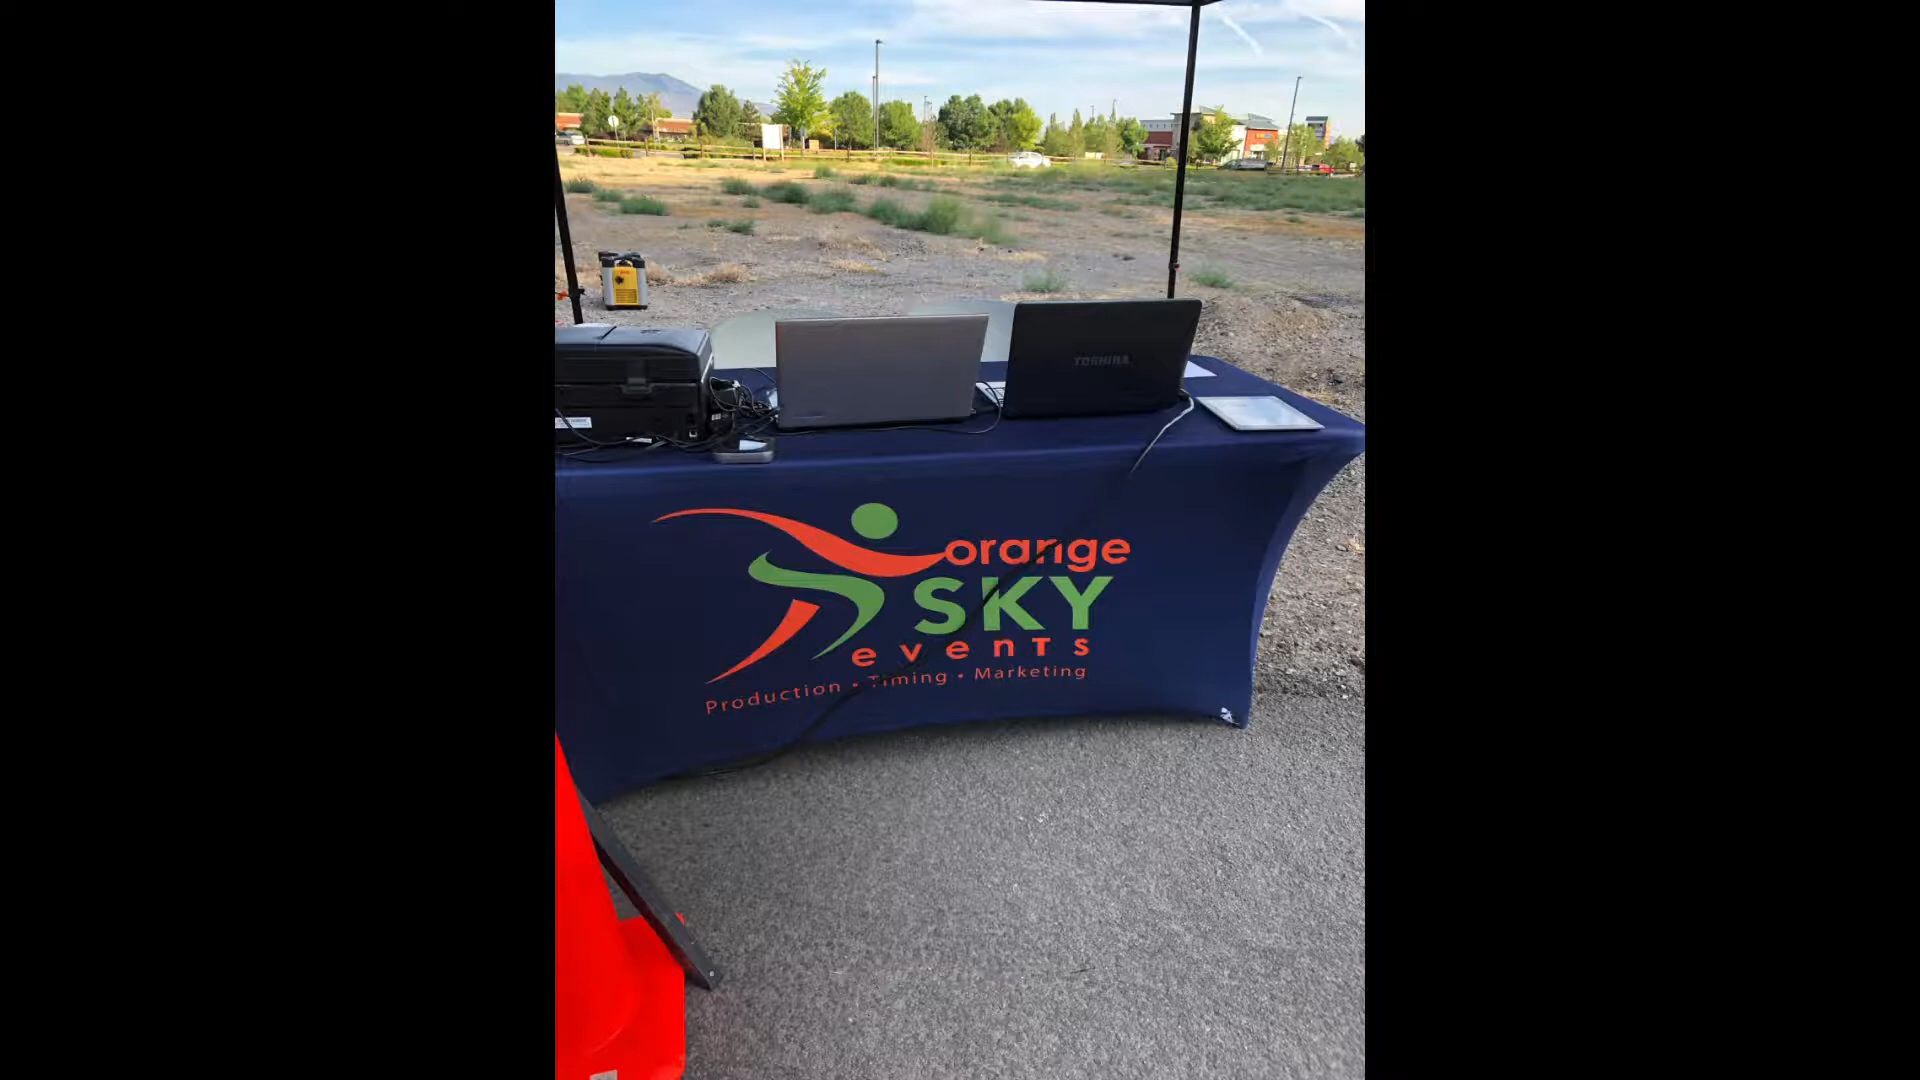 TOSHIBA
orange
SKY
events
Production • Timing • Marketing